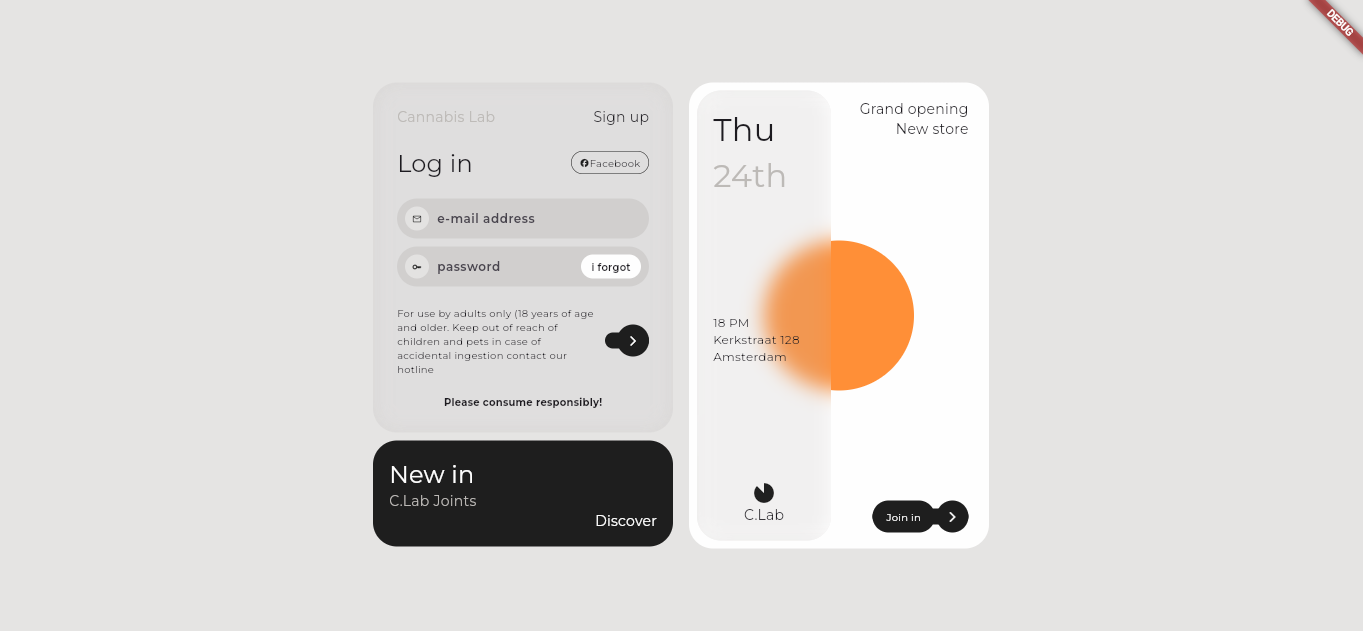 DEBUG
Cannabis Lab
Sign up
Log in
Facebook
e-mail address
password
i forgot
For use by adults only (18 years of age
and older. Keep out of reach of
children and pets in case of
accidental ingestion contact our
hotline
Please consume responsibly!
New in
C.Lab Joints
Discover
Thu
24th
Grand opening
New store
18 PM
Kerkstraat 128
Amsterdam
C.Lab
Join in